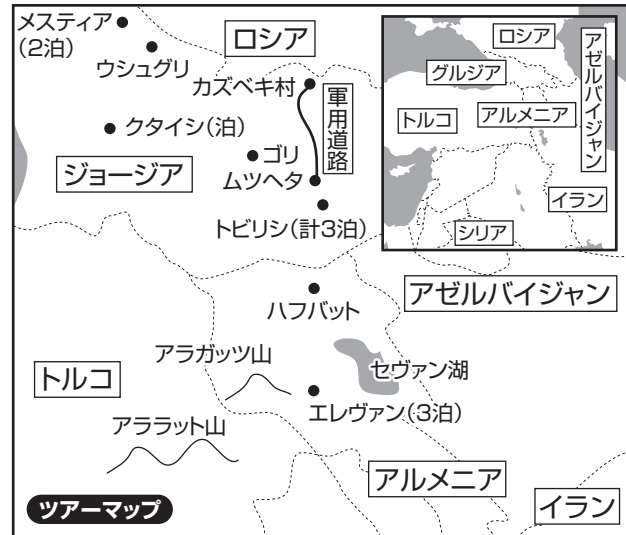 メスティア
(2泊)
ウシュグリ
ロシア
カズベキ村
軍用道路
クタイシ(泊)
ゴリ
ジョージア
ムツヘタ
トビリシ(計3泊)
ロシア
グルジア
アゼルバイジャン
トルコ
アルメニア
イラン
シリア
アゼルバイジャン
ハフバット
アラガッツ山
セヴァン湖
トルコ
エレヴァン(3泊)
アララット山
アルメニア
イラン
ツアーマップ